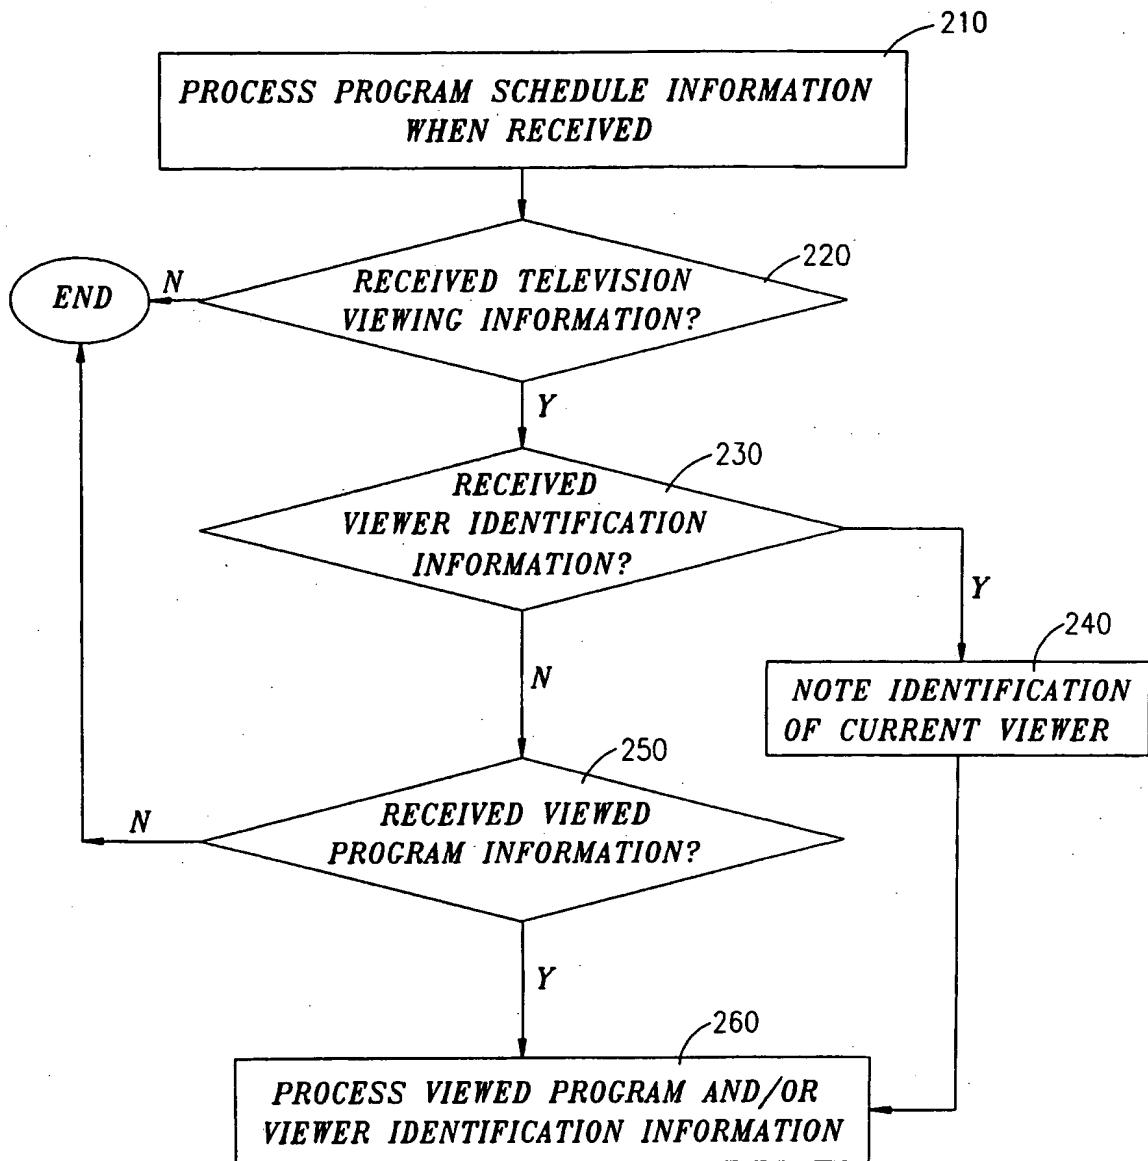 210
PROCESS PROGRAM SCHEDULE INFORMATION
WHEN RECEIVED
220
RECEIVED TELEVISION
VIEWING INFORMATION?
N
END
Y
230
RECEIVED
VIEWER IDENTIFICATION
INFORMATION?
Y
240
NOTE IDENTIFICATION
OF CURRENT VIEWER
N
250
RECEIVED VIEWED
PROGRAM INFORMATION?
N
Y
260
PROCESS VIEWED PROGRAM AND/OR
VIEWER IDENTIFICATION INFORMATION